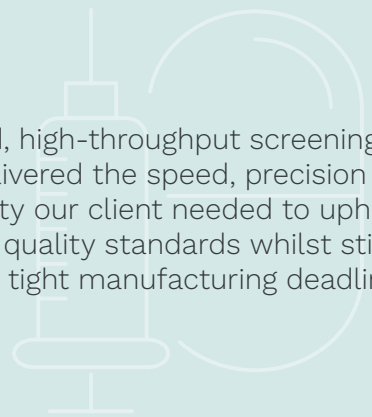 , high-throughput screening
ivered the speed, precision
ty our client needed to uph
quality standards whilst sti
tight manufacturing deadli